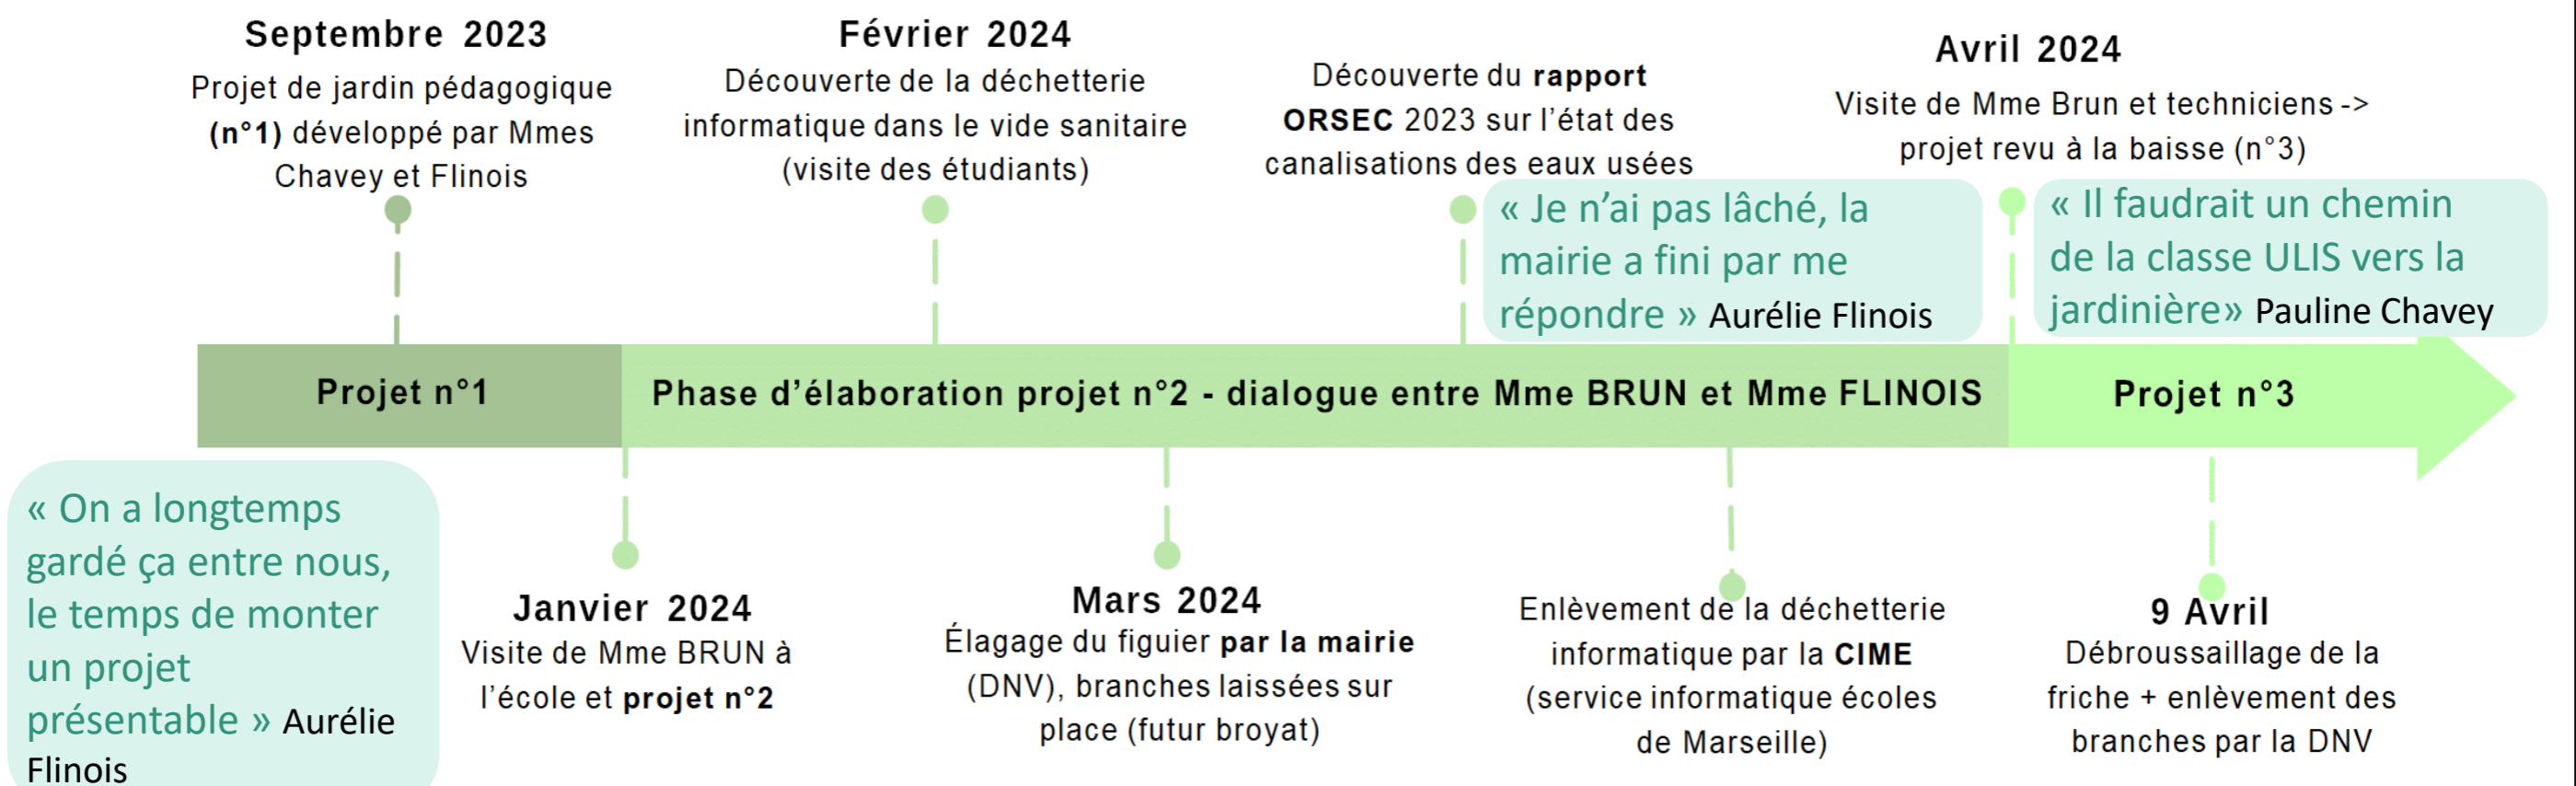 Septembre 2023
Projet de jardin pédagogique
(n°1) développé par Mmes
Chavey et Flinois
Février 2024
Découverte de la déchetterie
informatique dans le vide sanitaire
(visite des étudiants)
Découverte du rapport
ORSEC 2023 sur l'état des
canalisations des eaux usées
Avril 2024
Visite de Mme Brun et techniciens ->
projet revu à la baisse (n°3)
« Je n'ai pas lâché, la
mairie a fini par me
répondre » Aurélie Flinois
« Il faudrait un chemin
de la classe ULIS vers la
jardinière» Pauline Chavey
Projet n°1
Phase d'élaboration projet n°2 - dialogue entre Mme BRUN et Mme FLINOIS
Projet n°3
« On a longtemps
gardé ça entre nous,
le temps de monter
un projet
présentable » Aurélie
Flinois
Janvier 2024
Visite de Mme BRUN à
l'école et projet n°2
Mars 2024
Élagage du figuier par la mairie
(DNV), branches laissées sur
place (futur broyat)
Enlèvement de la déchetterie
informatique par la CIME
(service informatique écoles
de Marseille)
9 Avril
Débroussaillage de la
friche + enlèvement des
branches par la DNV